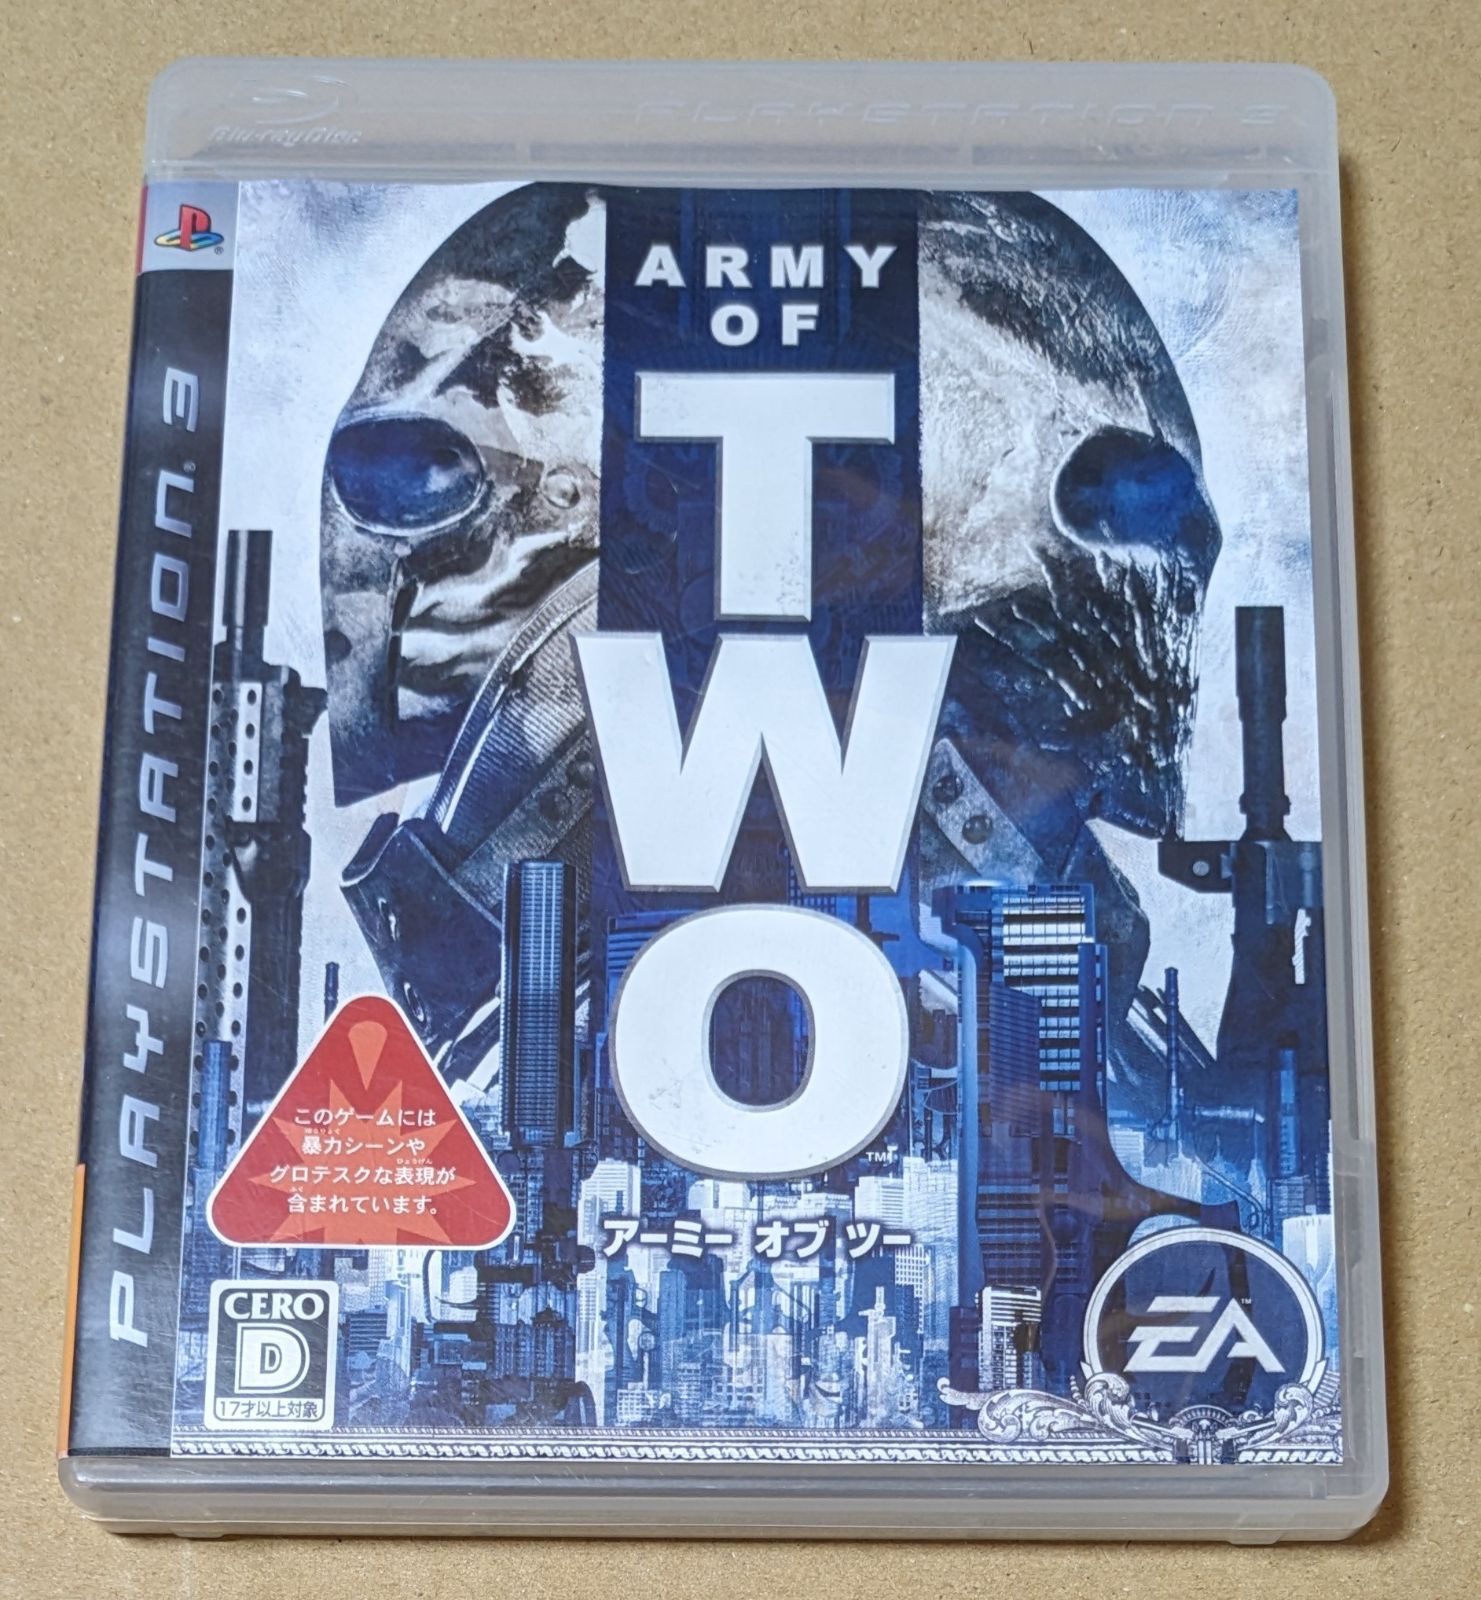 Blu-ray Disc
PLAYSTATION 3
PLAYSTATION®3
ARMY
OF
TWO
TM
アーミー オブ ツー
このゲームには
暴力シーンや
グロテスクな表現が
含まれています。
CERO
D
17才以上対象
EA